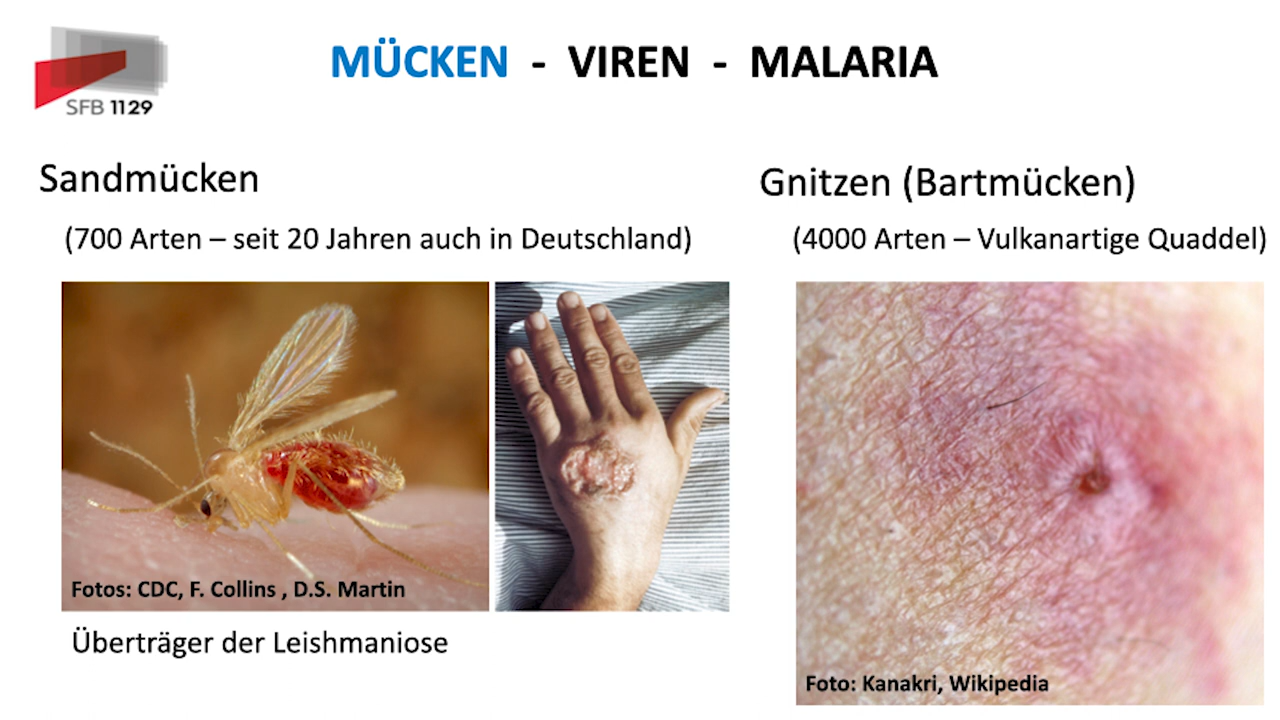 SFB 1129
MÜCKEN - VIREN - MALARIA
Sandmücken
(700 Arten – seit 20 Jahren auch in Deutschland)
Fotos: CDC, F. Collins , D.S. Martin
Überträger der Leishmaniose
Gnitzen (Bartmücken)
(4000 Arten – Vulkanartige Quaddel)
Foto: Kanakri, Wikipedia